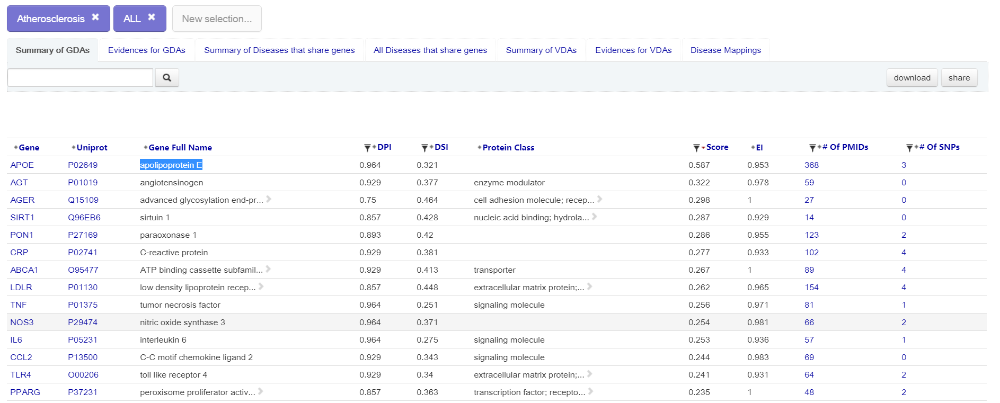 Atherosclerosis ✖ ALL ✖ New selection...
Summary of GDAs Evidences for GDAs Summary of Diseases that share genes All Diseases that share genes Summary of VDAs Evidences for VDAs Disease Mappings
download share
Gene Uniprot Gene Full Name DPI DSI Protein Class Score EI # Of PMIDs # Of SNPs
APOE P02649 apolipoprotein E 0.964 0.321 0.587 0.953 368 3
AGT P01019 angiotensinogen 0.929 0.377 enzyme modulator 0.322 0.978 59 0
AGER Q15109 advanced glycosylation end-pr... 0.75 0.464 cell adhesion molecule; recep... 0.298 1 27 0
SIRT1 Q96EB6 sirtuin 1 0.857 0.428 nucleic acid binding; hydrola... 0.287 0.929 14 0
PON1 P27169 paraoxonase 1 0.893 0.42 0.286 0.955 123 2
CRP P02741 C-reactive protein 0.929 0.381 0.277 0.933 102 4
ABCA1 O95477 ATP binding cassette subfamil... 0.929 0.413 transporter 0.267 1 89 4
LDLR P01130 low density lipoprotein recep... 0.857 0.448 extracellular matrix protein;... 0.262 0.965 154 4
TNF P01375 tumor necrosis factor 0.964 0.251 signaling molecule 0.256 0.971 81 1
NOS3 P29474 nitric oxide synthase 3 0.964 0.371 0.254 0.981 66 2
IL6 P05231 interleukin 6 0.964 0.275 signaling molecule 0.253 0.936 57 1
CCL2 P13500 C-C motif chemokine ligand 2 0.929 0.343 signaling molecule 0.244 0.983 69 0
TLR4 O00206 toll like receptor 4 0.929 0.34 extracellular matrix protein;... 0.241 0.931 64 2
PPARG P37231 peroxisome proliferator activ... 0.857 0.363 transcription factor; recepto... 0.235 1 48 2